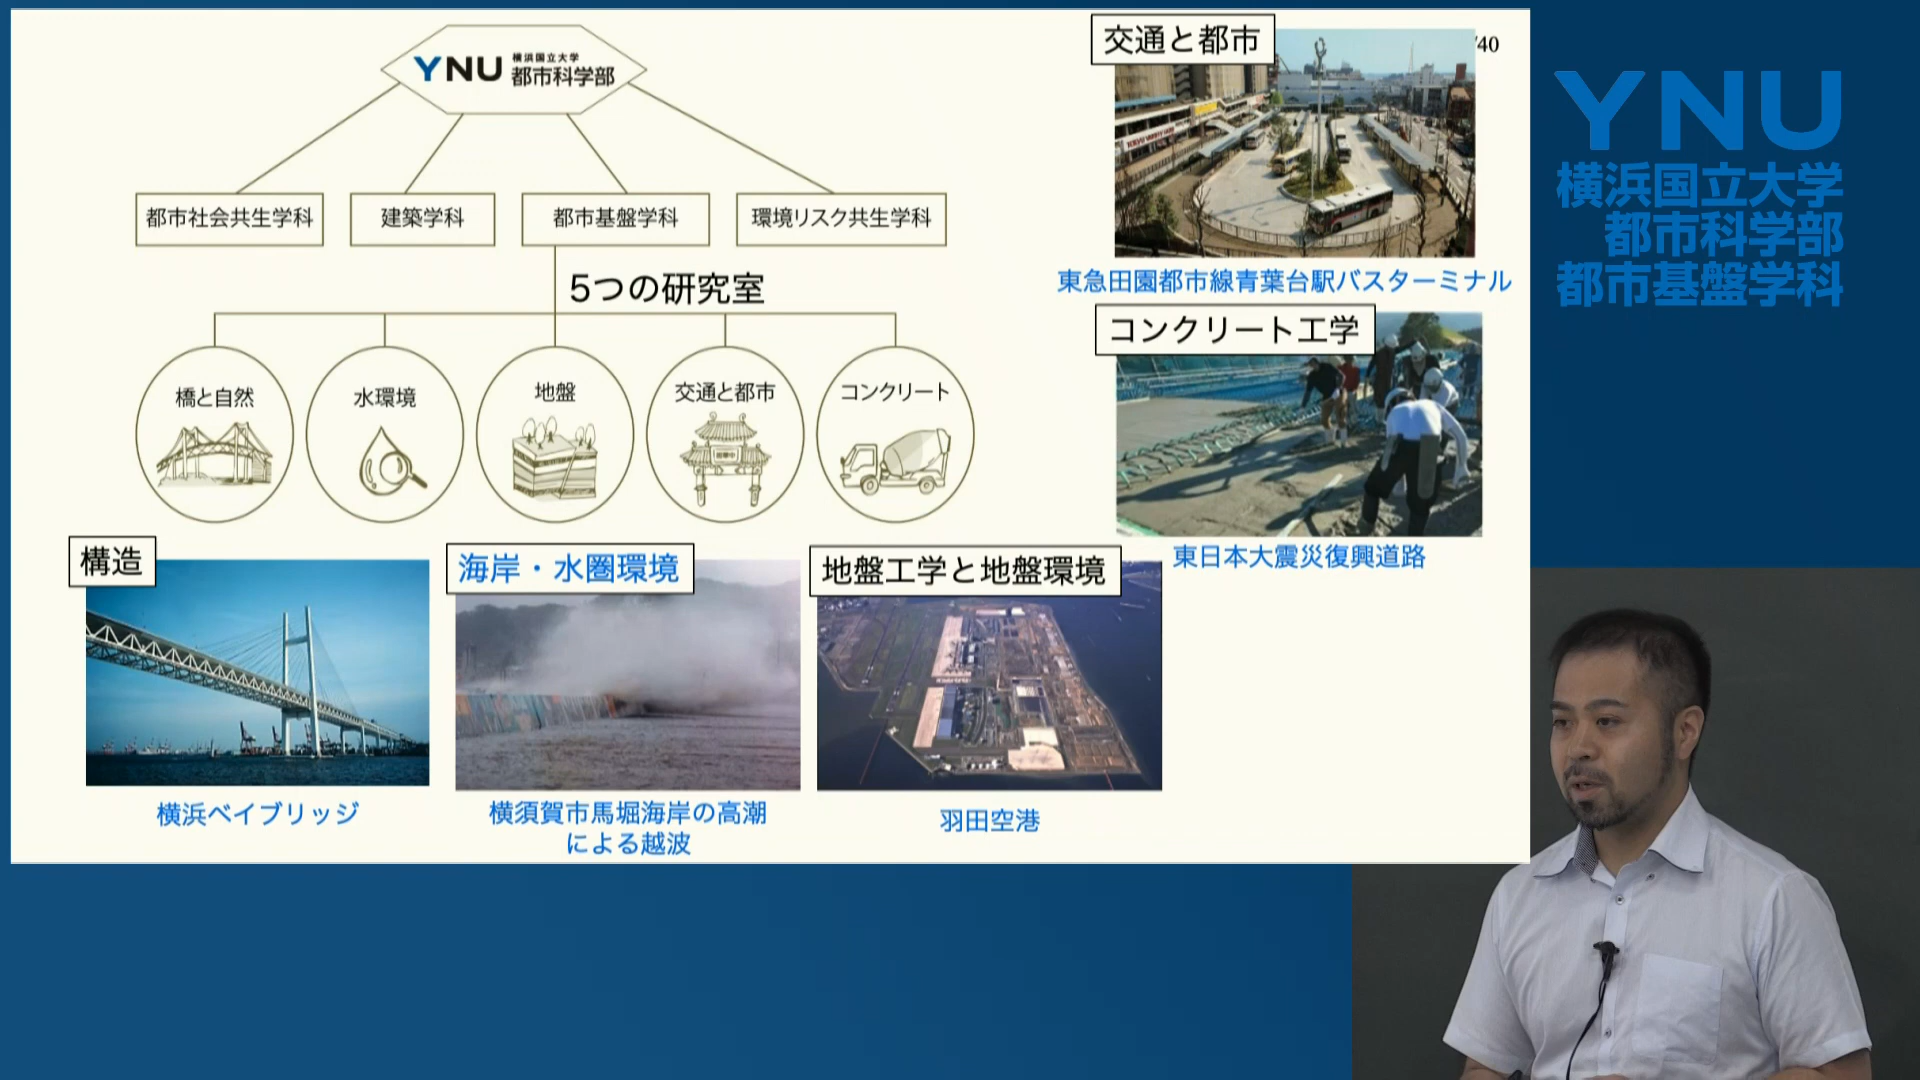 YNU 横浜国立大学
都市科学部
都市社会共生学科
建築学科
都市基盤学科
環境リスク共生学科
5つの研究室
橋と自然
水環境
地盤
交通と都市
コンクリート
構造
横浜ベイブリッジ
海岸・水圏環境
横須賀市馬堀海岸の高潮
による越波
地盤工学と地盤環境
羽田空港
交通と都市
/40
東急田園都市線青葉台駅バスターミナル
コンクリート工学
東日本大震災復興道路
YNU
横浜国立大学
都市科学部
都市基盤学科